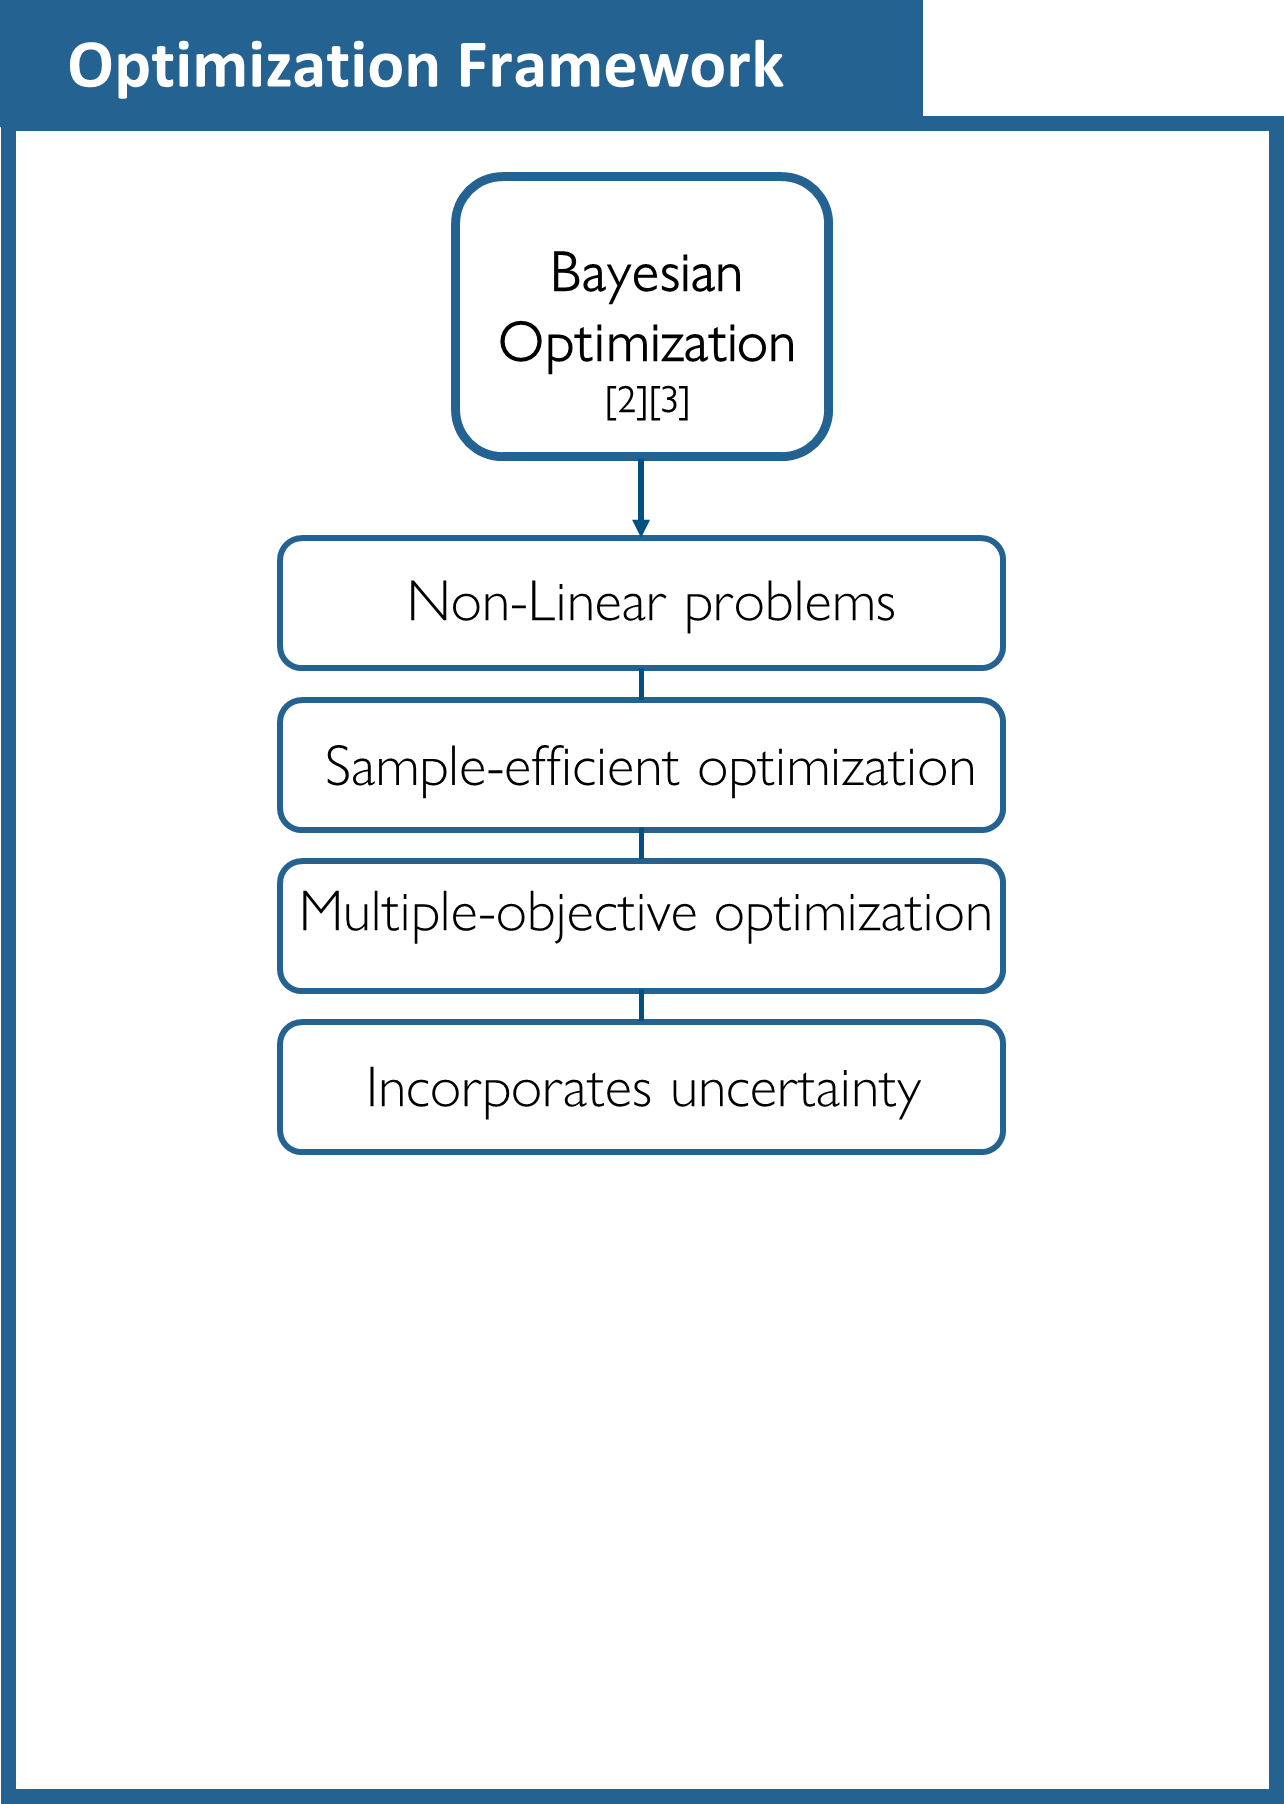 Optimization Framework
Bayesian
Optimization
[2][3]
Non-Linear problems
Sample-efficient optimization
Multiple-objective optimization
Incorporates uncertainty